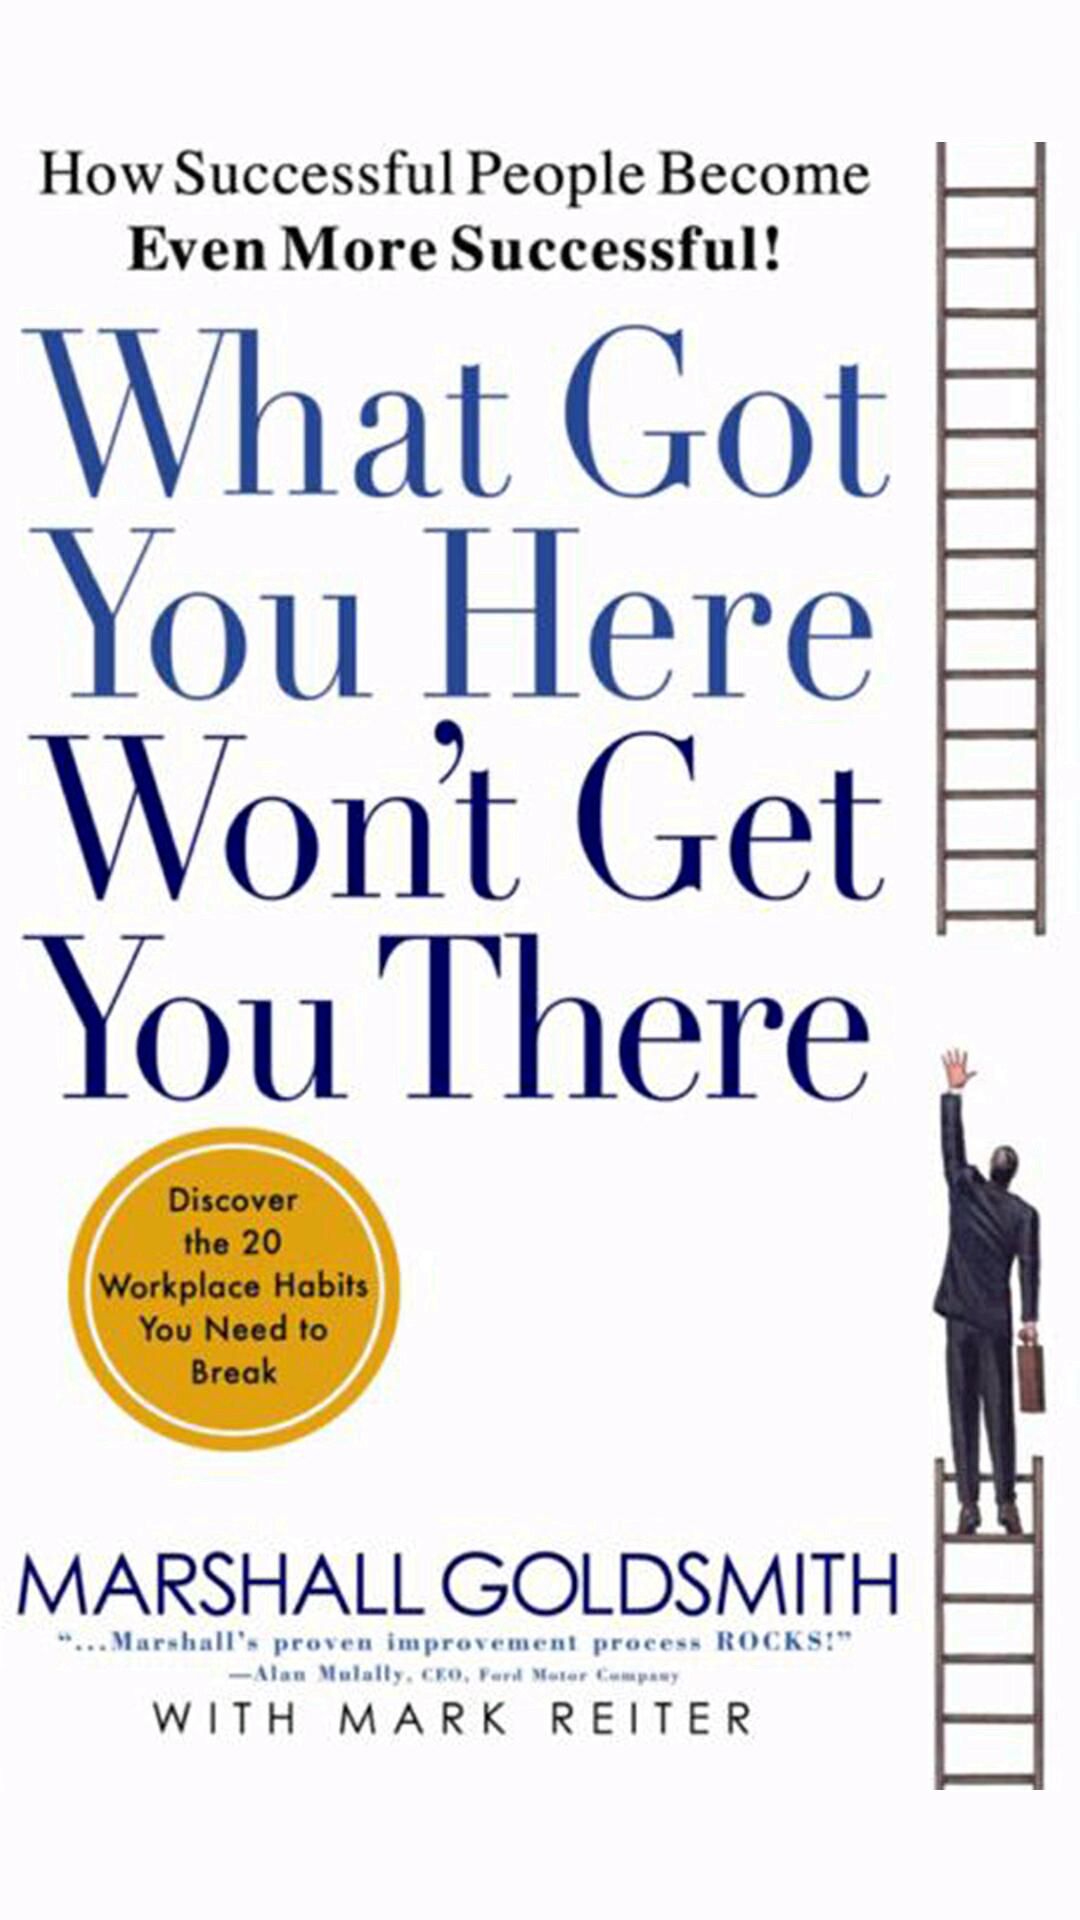 How Successful People Become
Even More Successful!
What Got
You Here
Won't Get
You There
Discover
the 20
Workplace Habits
You Need to
Break
MARSHALL GOLDSMITH
"...Marshall's proven improvement process ROCKS!"
—Alan Mulally, CEO, Ford Motor Company
WITH MARK REITER